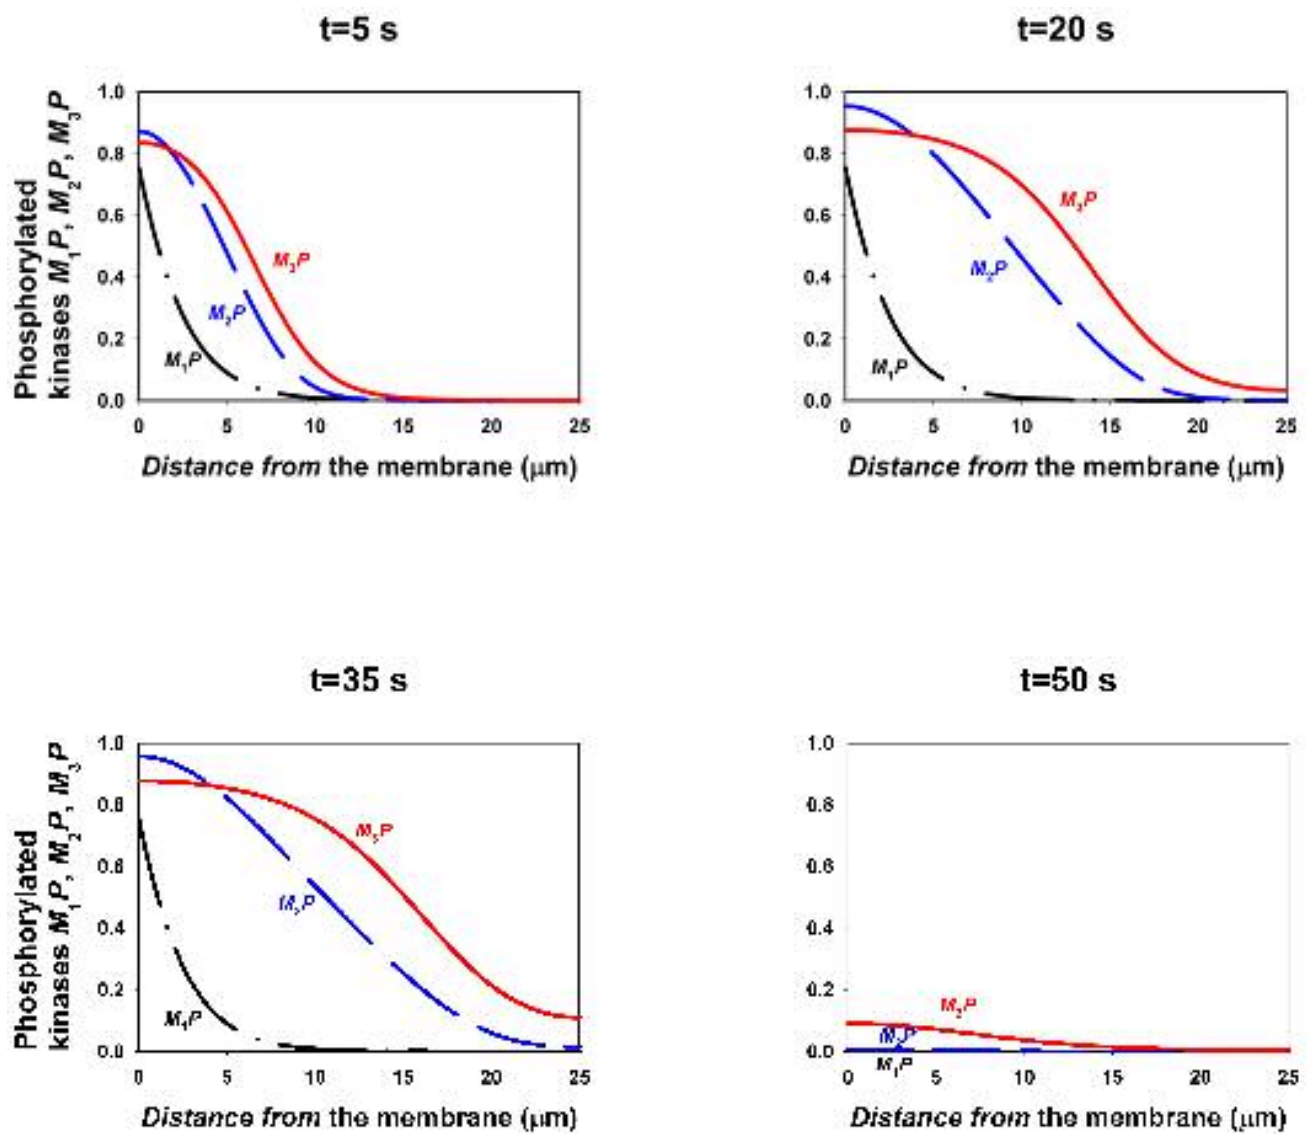 t=5 s
t=20 s
Phosphorylated
kinases M₁P, M₂P, M₃P
1.0
0.8
0.6
0.4
0.2
0.0
M₃P
M₂P
M₁P
0 5 10 15 20 25
Distance from the membrane (μm)
1.0
0.8
0.6
0.4
0.2
0.0
M₃P
M₂P
M₁P
0 5 10 15 20 25
Distance from the membrane (μm)
t=35 s
t=50 s
Phosphorylated
kinases M₁P, M₂P, M₃P
1.0
0.8
0.6
0.4
0.2
0.0
M₃P
M₂P
M₁P
0 5 10 15 20 25
Distance from the membrane (μm)
1.0
0.8
0.6
0.4
0.2
0.0
M₁P
0 5 10 15 20 25
Distance from the membrane (μm)